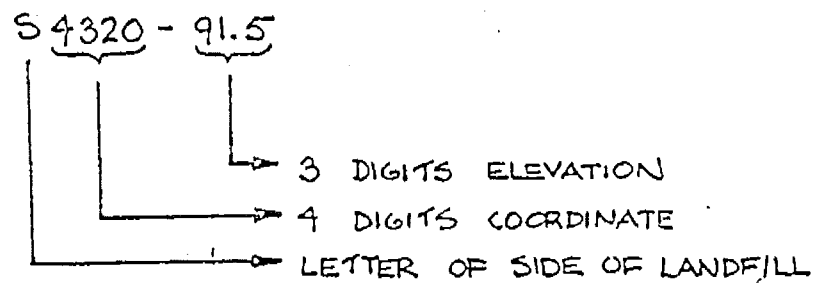 S 4320 - 91.5
3 DIGITS ELEVATION
4 DIGITS COORDINATE
LETTER OF SIDE OF LANDFILL